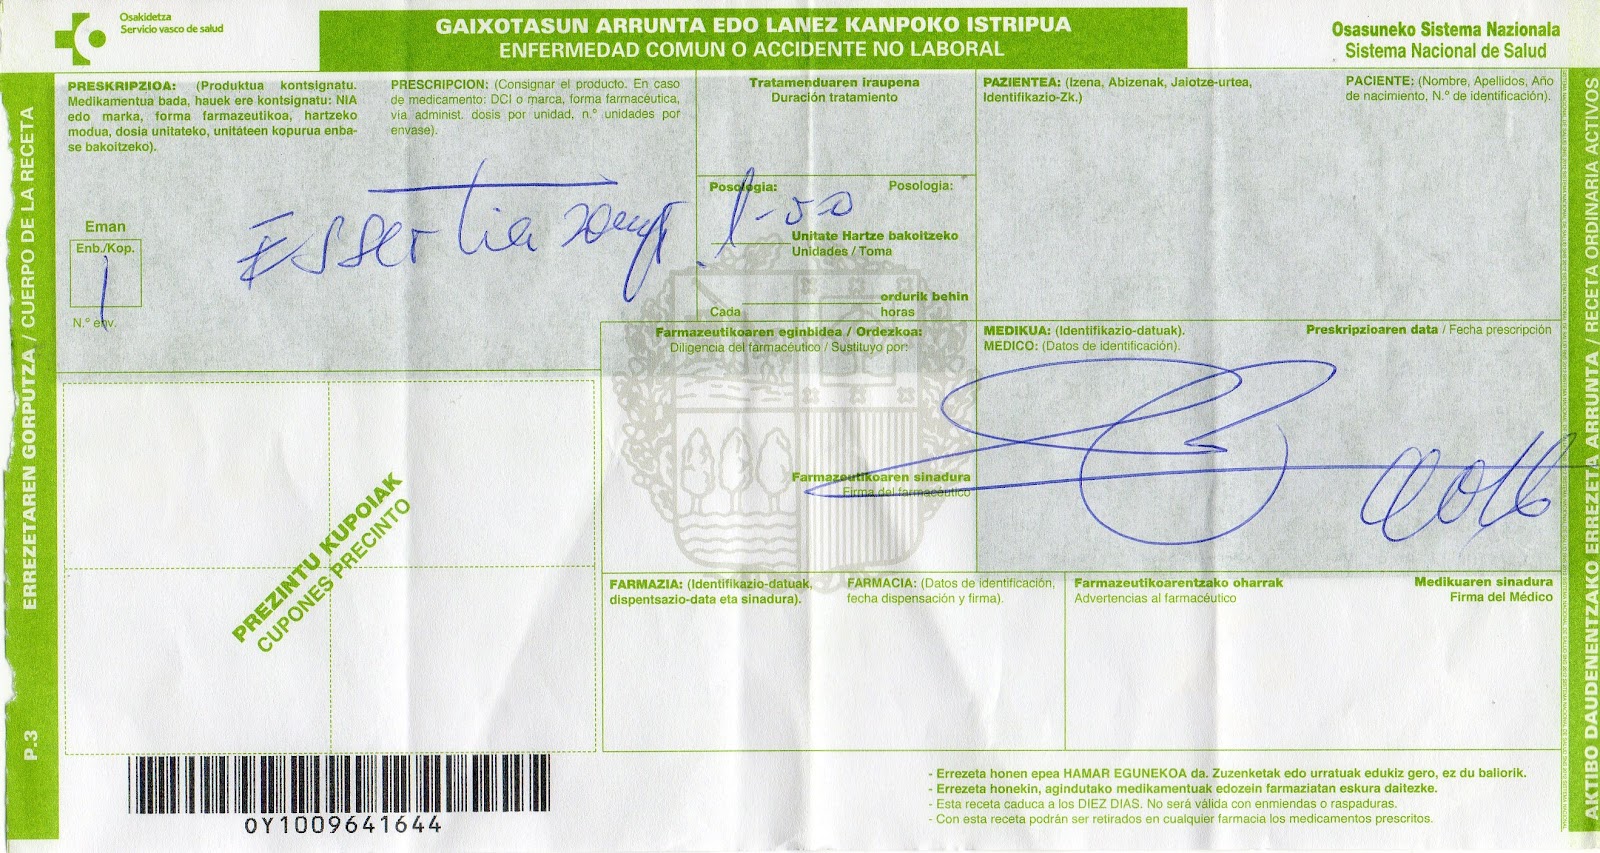 Osakidetza
Servicio vasco de salud
GAIXOTASUN ARRUNTA EDO LANEZ KANPOKO ISTRIPUA
ENFERMEDAD COMUN O ACCIDENTE NO LABORAL
Osasuneko Sistema Nazionala
Sistema Nacional de Salud
ERREZETAREN GORPUTZA / CUERPO DE LA RECETA
P.3
PRESKRIPZIOA: (Produktua kontsignatu.
Medikamentua bada, hauek ere kontsignatu: NIA
edo marka, forma farmazeutikoa, hartzeko
modua, dosia unitateko, unitáteen kopurua enba-
se bakoitzeko).
PRESCRIPCION: (Consignar el producto. En caso
de medicamento: DCI o marca, forma farmacéutica,
vía administ. dosis por unidad, n.º unidades por
envase).
Eman
Enb./Kop.
1
N.º env.
Tratamenduaren iraupena
Duración tratamiento
Posologia: Posologia:
1-0-0
Unitate Hartze bakoitzeko
Unidades / Toma
ordurik behin
Cada horas
PAZIENTEA: (Izena, Abizenak, Jaiotze-urtea,
Identifikazio-Zk.)
PACIENTE: (Nombre, Apellidos, Año
de nacimiento, N.º de identificación).
Farmazeutikoaren eginbidea / Ordezkoa:
Diligencia del farmacéutico / Sustituyo por:
Farmazeutikoaren sinadura
Firma del farmacéutico
MEDIKUA: (Identifikazio-datuak).
MEDICO: (Datos de identificación).
Preskripzioaren data / Fecha prescripción
PREZINTU KUPOIAK
CUPONES PRECINTO
FARMAZIA: (Identifikazio-datuak,
dispentsazio-data eta sinadura).
FARMACIA: (Datos de identificación,
fecha dispensación y firma).
Farmazeutikoarentzako oharrak
Advertencias al farmacéutico
Medikuaren sinadura
Firma del Médico
0Y1009641644
- Errezeta honen epea HAMAR EGUNEKOA da. Zuzenketak edo urratuak edukiz gero, ez du baliorik.
- Errezeta honekin, agindutako medikamentuak edozein farmaziatan eskura daitezke.
- Esta receta caduca a los DIEZ DIAS. No será válida con enmiendas o raspaduras.
- Con esta receta podrán ser retirados en cualquier farmacia los medicamentos prescritos.
AKTIBO DAUDENENTZAKO ERREZETA ARRUNTA / RECETA ORDINARIA ACTIVOS